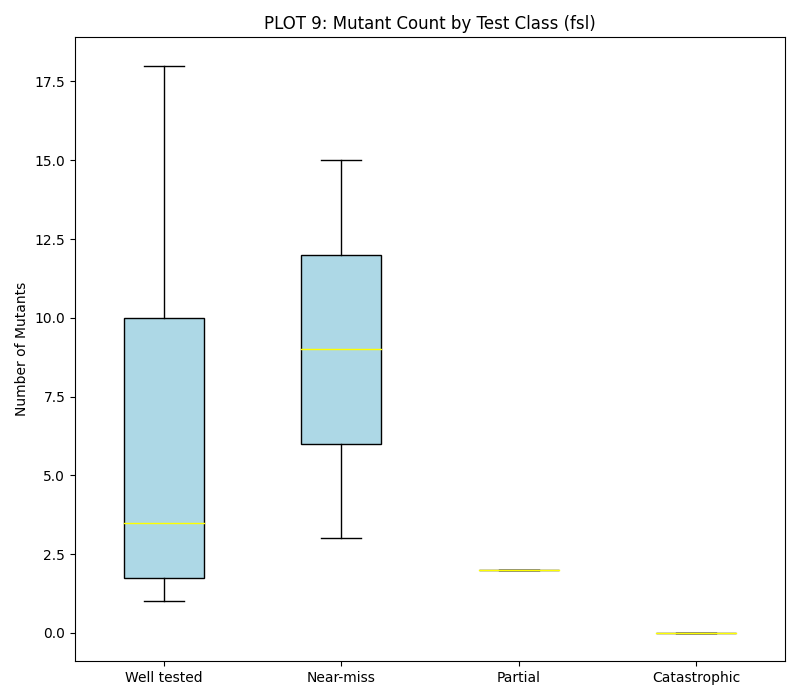 PLOT 9: Mutant Count by Test Class (fsl)
Number of Mutants
17.5
15.0
12.5
10.0
7.5
5.0
2.5
0.0
Well tested
Near-miss
Partial
Catastrophic